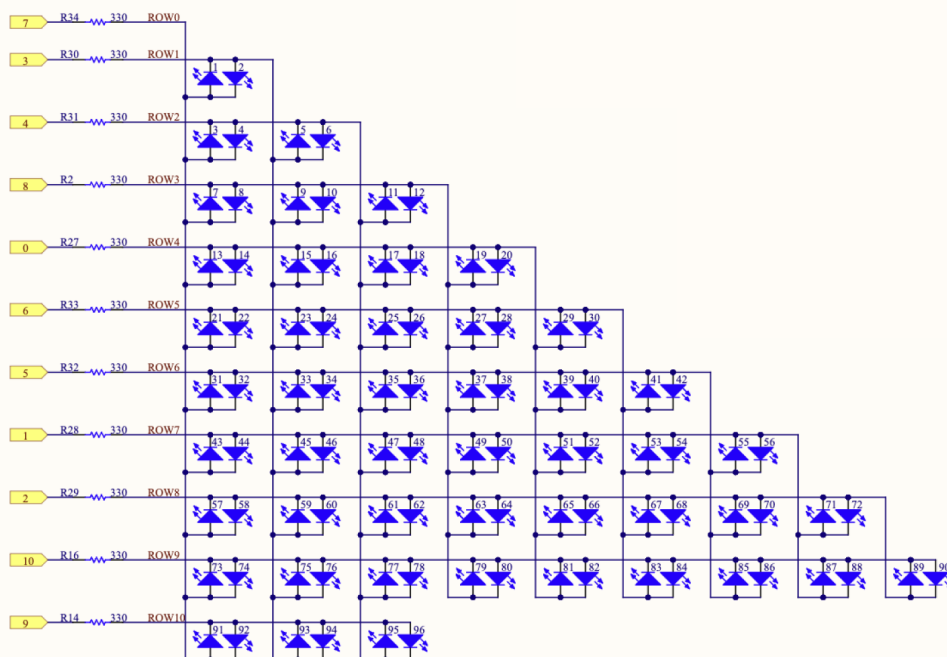 7 R34 330 ROW0
3 R30 330 ROW1
1 2
4 R31 330 ROW2
3 4 5 6
8 R2 330 ROW3
7 8 9 10 11 12
0 R27 330 ROW4
13 14 15 16 17 18 19 20
6 R33 330 ROW5
21 22 23 24 25 26 27 28 29 30
5 R32 330 ROW6
31 32 33 34 35 36 37 38 39 40 41 42
1 R28 330 ROW7
43 44 45 46 47 48 49 50 51 52 53 54 55 56
2 R29 330 ROW8
57 58 59 60 61 62 63 64 65 66 67 68 69 70 71 72
10 R16 330 ROW9
73 74 75 76 77 78 79 80 81 82 83 84 85 86 87 88 89 90
9 R14 330 ROW10
91 92 93 94 95 96